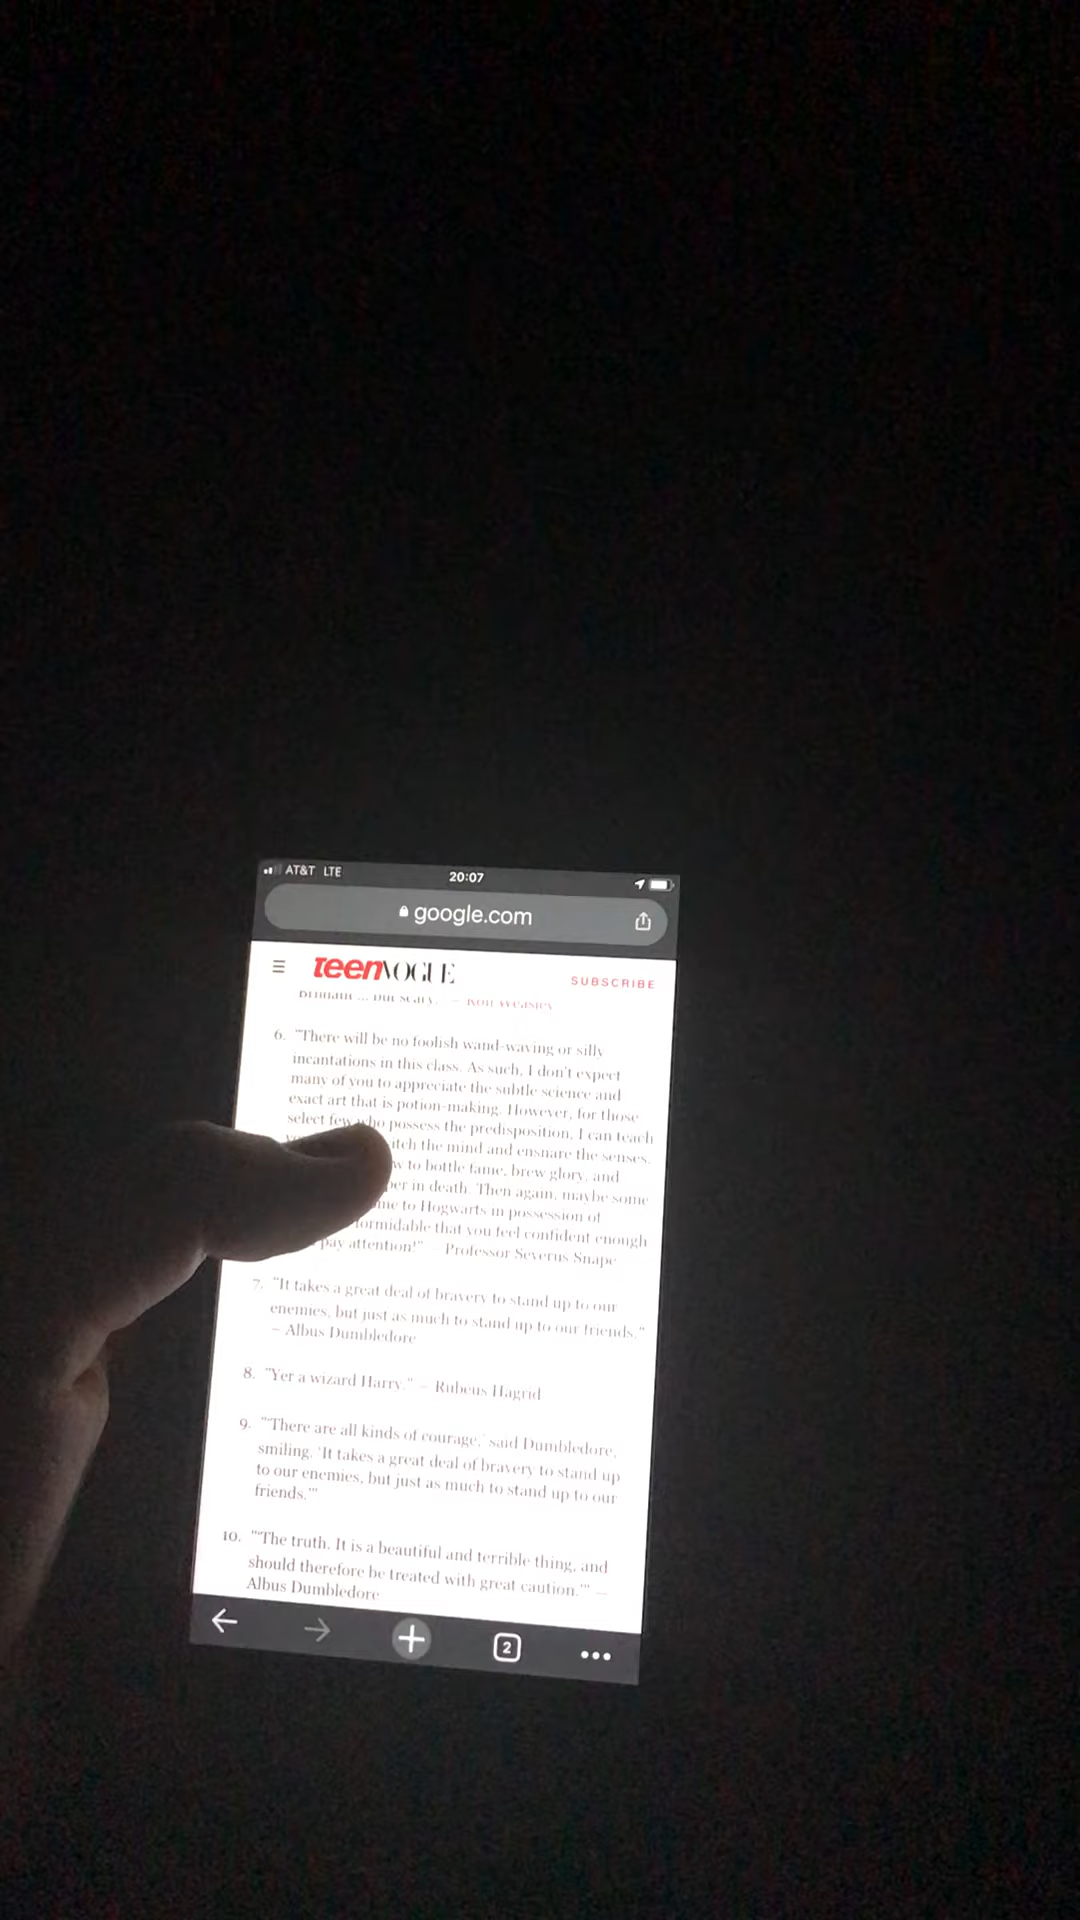 AT&T LTE 20:07
google.com
teenVOGUE SUBSCRIBE
— Ron Weasley
6. "There will be no foolish wand-waving or silly
incantations in this class. As such, I don't expect
many of you to appreciate the subtle science and
exact art that is potion-making. However, for those
select few who possess the predisposition, I can teach
the mind and ensnare the senses.
to bottle fame, brew glory, and
in death. Then again, maybe some
to Hogwarts in possession of
formidable that you feel confident enough
pay attention!" — Professor Severus Snape
7. "It takes a great deal of bravery to stand up to our
enemies, but just as much to stand up to our friends."
— Albus Dumbledore
8. "Yer a wizard Harry." — Rubeus Hagrid
9. "'There are all kinds of courage,' said Dumbledore,
smiling. 'It takes a great deal of bravery to stand up
to our enemies, but just as much to stand up to our
friends.'"
10. "'The truth. It is a beautiful and terrible thing, and
should therefore be treated with great caution.'" —
Albus Dumbledore
2